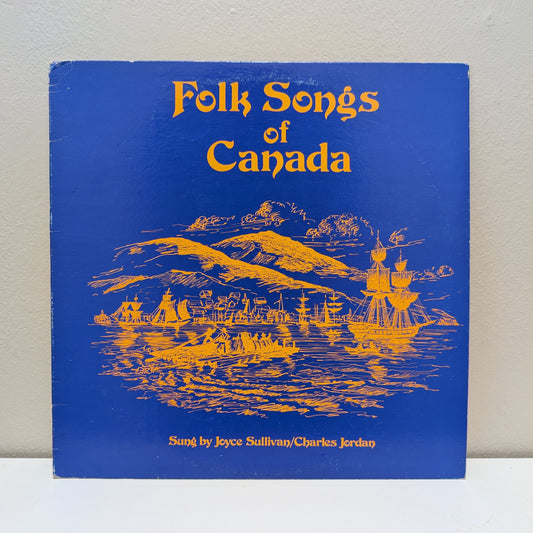 Folk Songs
of
Canada
Sung by Joyce Sullivan/Charles Jordan